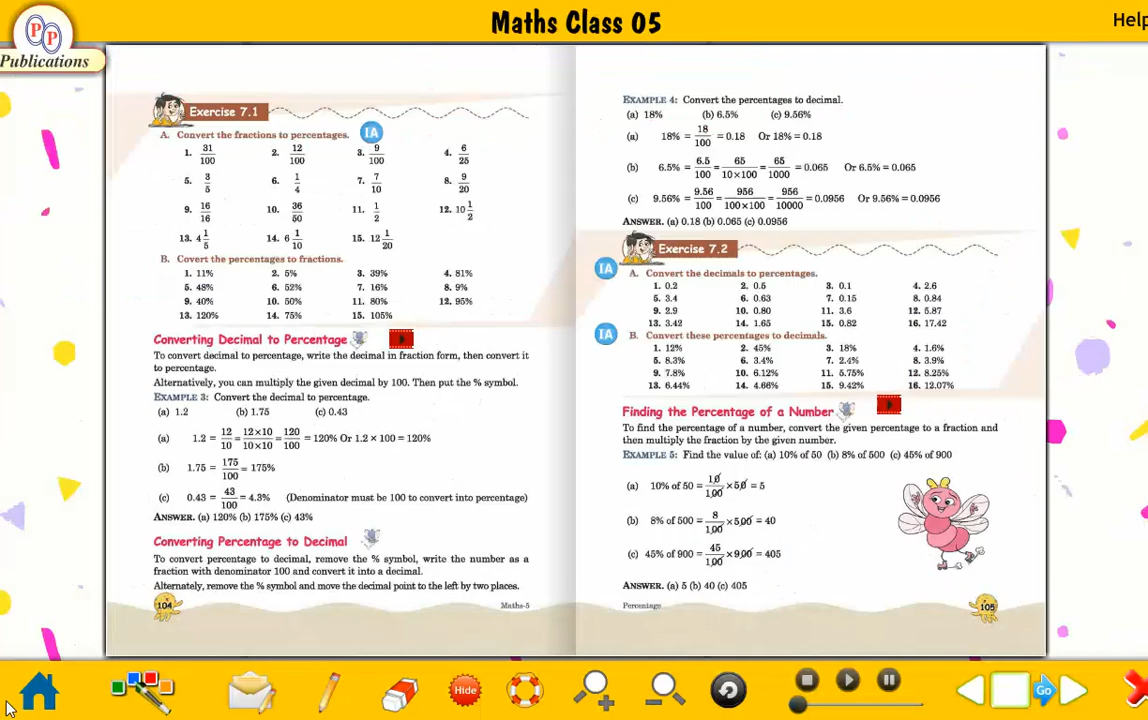 Maths Class 05
Help
PP
Publications
Exercise 7.1
A. Convert the fractions to percentages. IA
1. 31/100 2. 12/100 3. 9/100 4. 6/25
5. 3/5 6. 1/4 7. 7/10 8. 9/20
9. 16/16 10. 36/50 11. 1/2 12. 10 1/2
13. 4 1/5 14. 6 1/10 15. 12 1/20
B. Covert the percentages to fractions.
1. 11% 2. 5% 3. 39% 4. 81%
5. 48% 6. 52% 7. 16% 8. 9%
9. 40% 10. 50% 11. 80% 12. 95%
13. 120% 14. 75% 15. 105%
Converting Decimal to Percentage
To convert decimal to percentage, write the decimal in fraction form, then convert it
to percentage.
Alternatively, you can multiply the given decimal by 100. Then put the % symbol.
EXAMPLE 3: Convert the decimal to percentage.
(a) 1.2 (b) 1.75 (c) 0.43
(a) 1.2 = 12/10 = 12×10/10×10 = 120/100 = 120% Or 1.2 × 100 = 120%
(b) 1.75 = 175/100 = 175%
(c) 0.43 = 43/100 = 4.3% (Denominator must be 100 to convert into percentage)
ANSWER. (a) 120% (b) 175% (c) 43%
Converting Percentage to Decimal
To convert percentage to decimal, remove the % symbol, write the number as a
fraction with denominator 100 and convert it into a decimal.
Alternately, remove the % symbol and move the decimal point to the left by two places.
104
Maths-5
EXAMPLE 4: Convert the percentages to decimal.
(a) 18% (b) 6.5% (c) 9.56%
(a) 18% = 18/100 = 0.18 Or 18% = 0.18
(b) 6.5% = 6.5/100 = 65/10×100 = 65/1000 = 0.065 Or 6.5% = 0.065
(c) 9.56% = 9.56/100 = 956/100×100 = 956/10000 = 0.0956 Or 9.56% = 0.0956
ANSWER. (a) 0.18 (b) 0.065 (c) 0.0956
Exercise 7.2
IA
A. Convert the decimals to percentages.
1. 0.2 2. 0.5 3. 0.1 4. 2.6
5. 3.4 6. 0.63 7. 0.15 8. 0.84
9. 2.9 10. 0.80 11. 3.6 12. 5.87
13. 3.42 14. 1.65 15. 0.82 16. 17.42
IA
B. Convert these percentages to decimals.
1. 12% 2. 45% 3. 18% 4. 1.6%
5. 8.3% 6. 3.4% 7. 2.4% 8. 3.9%
9. 7.8% 10. 6.12% 11. 5.75% 12. 8.25%
13. 6.44% 14. 4.66% 15. 9.42% 16. 12.07%
Finding the Percentage of a Number
To find the percentage of a number, convert the given percentage to a fraction and
then multiply the fraction by the given number.
EXAMPLE 5: Find the value of: (a) 10% of 50 (b) 8% of 500 (c) 45% of 900
(a) 10% of 50 = 10/100 × 50 = 5
(b) 8% of 500 = 8/100 × 500 = 40
(c) 45% of 900 = 45/100 × 900 = 405
ANSWER. (a) 5 (b) 40 (c) 405
Percentage
105
Hide
Go